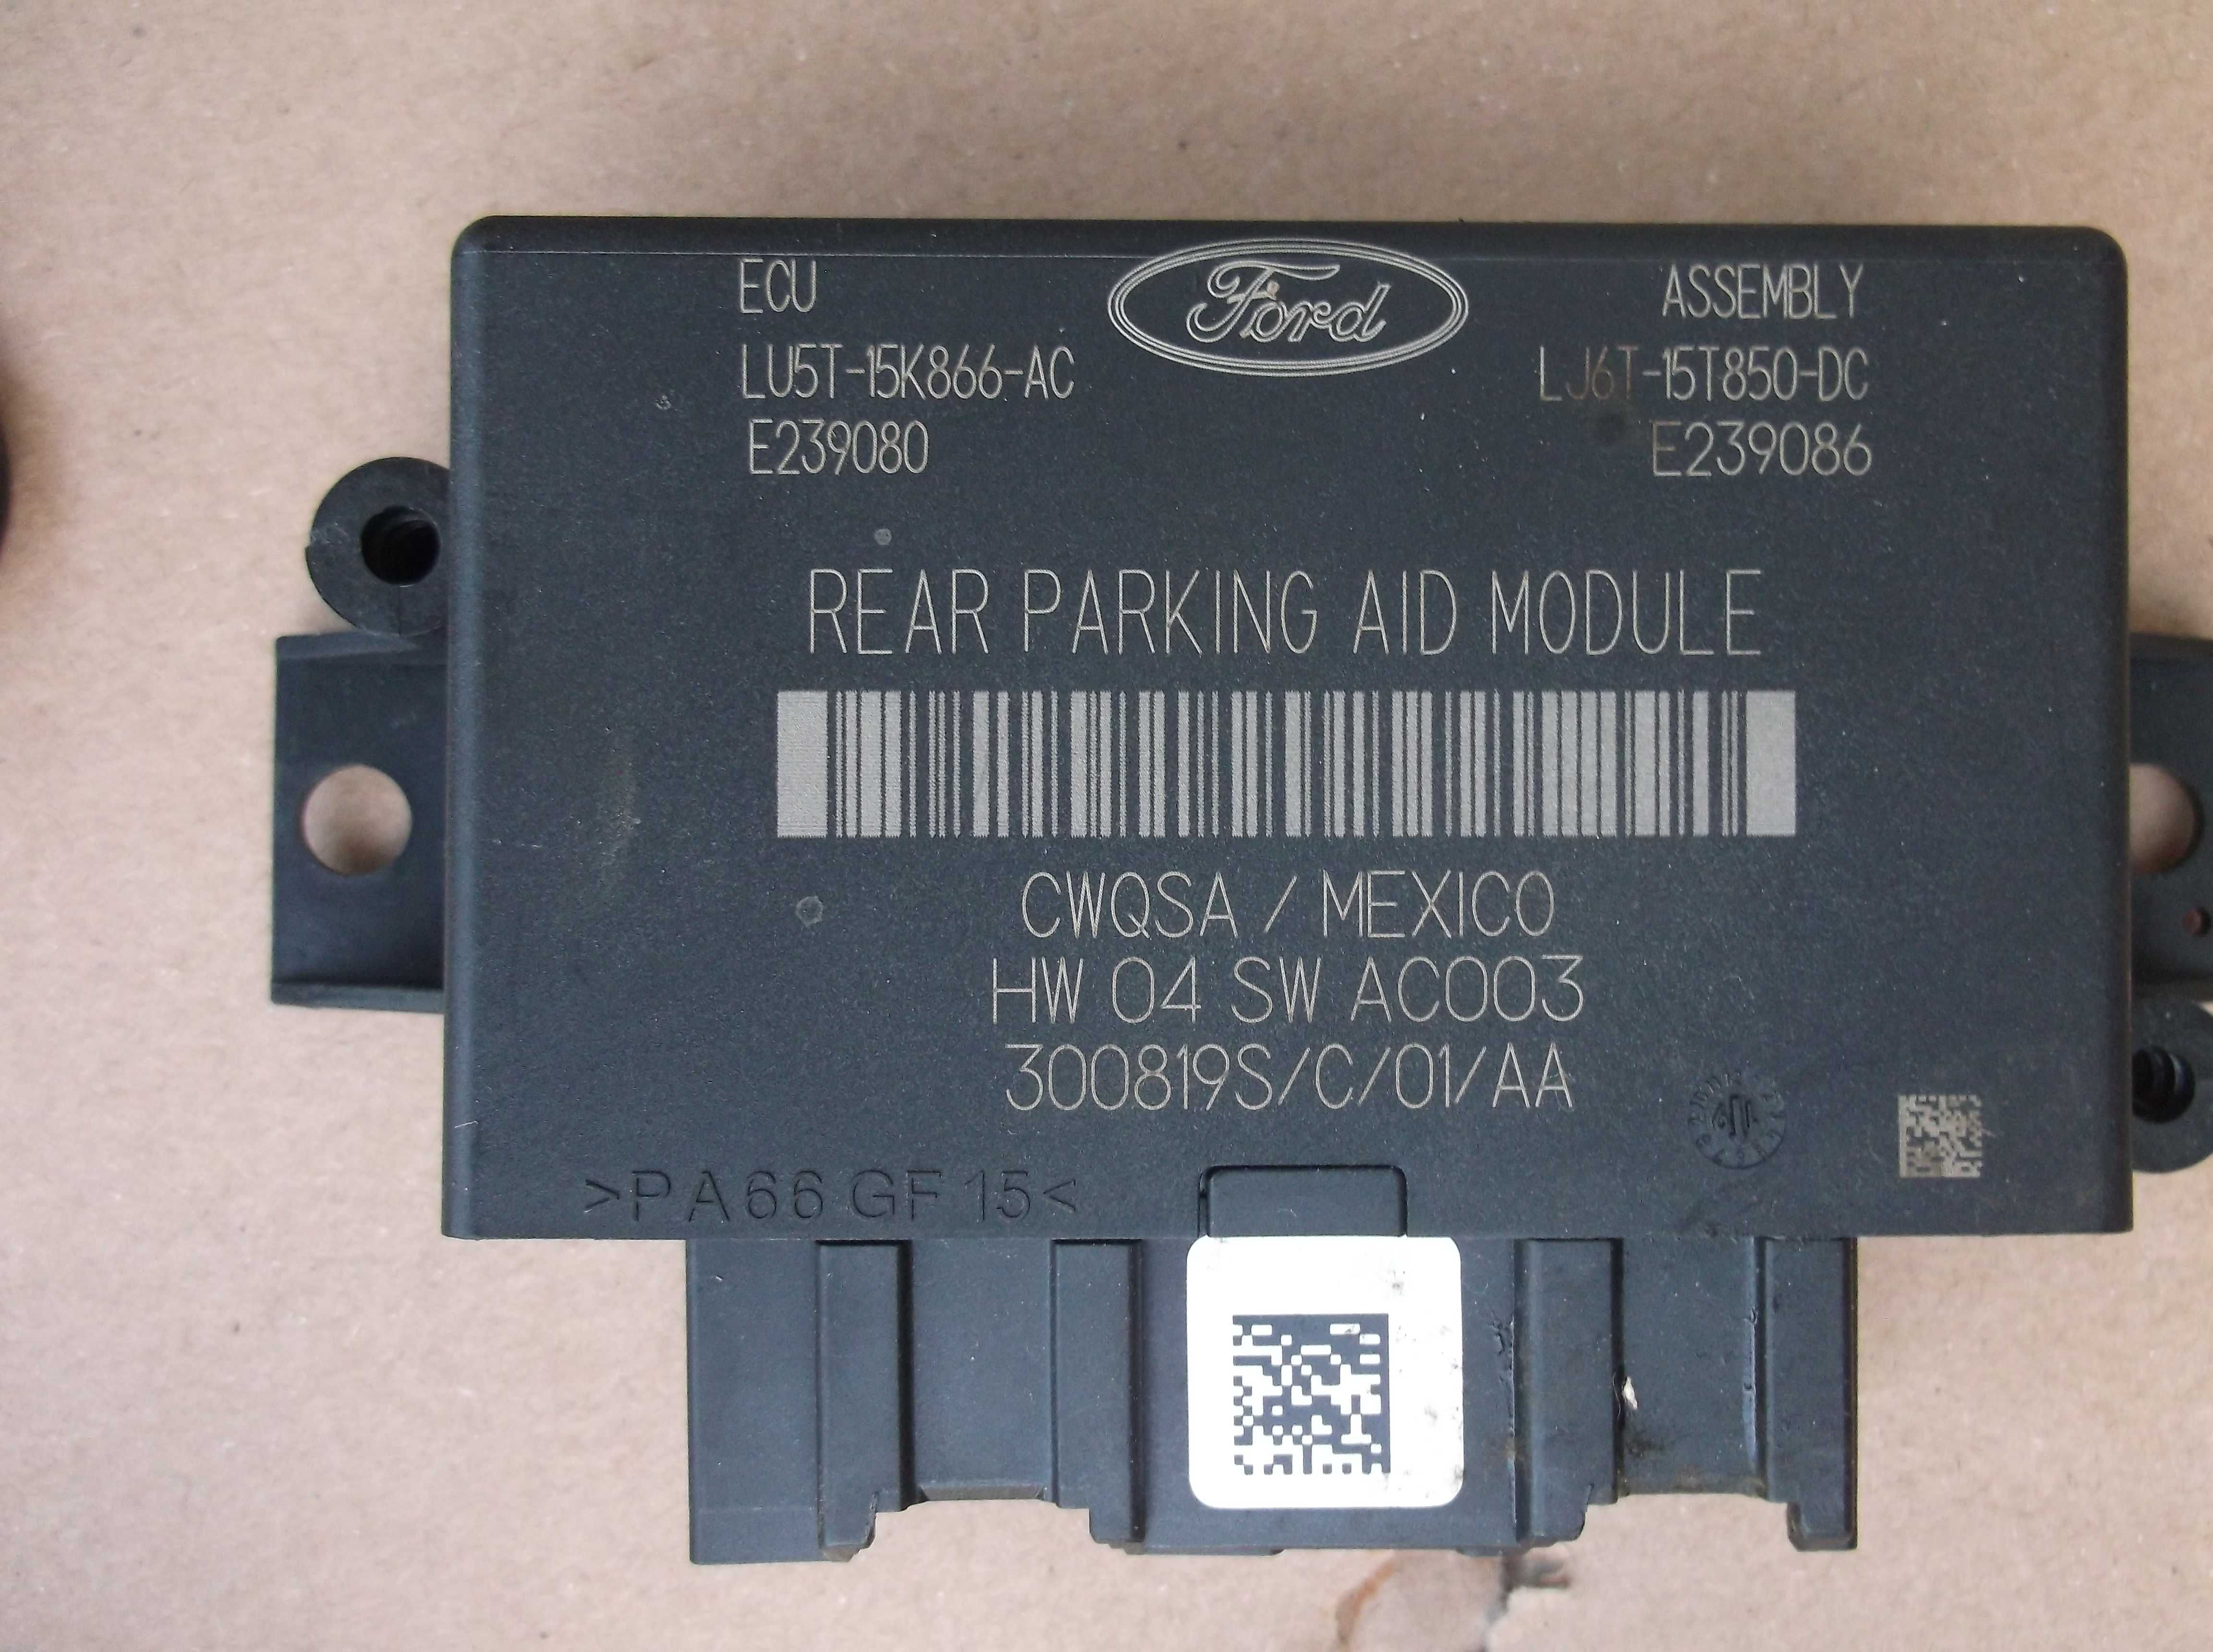 ECU
Ford
ASSEMBLY
LU5T-15K866-AC
LJ6T-15T850-DC
E239080
E239086
REAR PARKING AID MODULE
CWQSA / MEXICO
HW 04 SW AC003
300819S/C/01/AA
>PA66 GF 15<